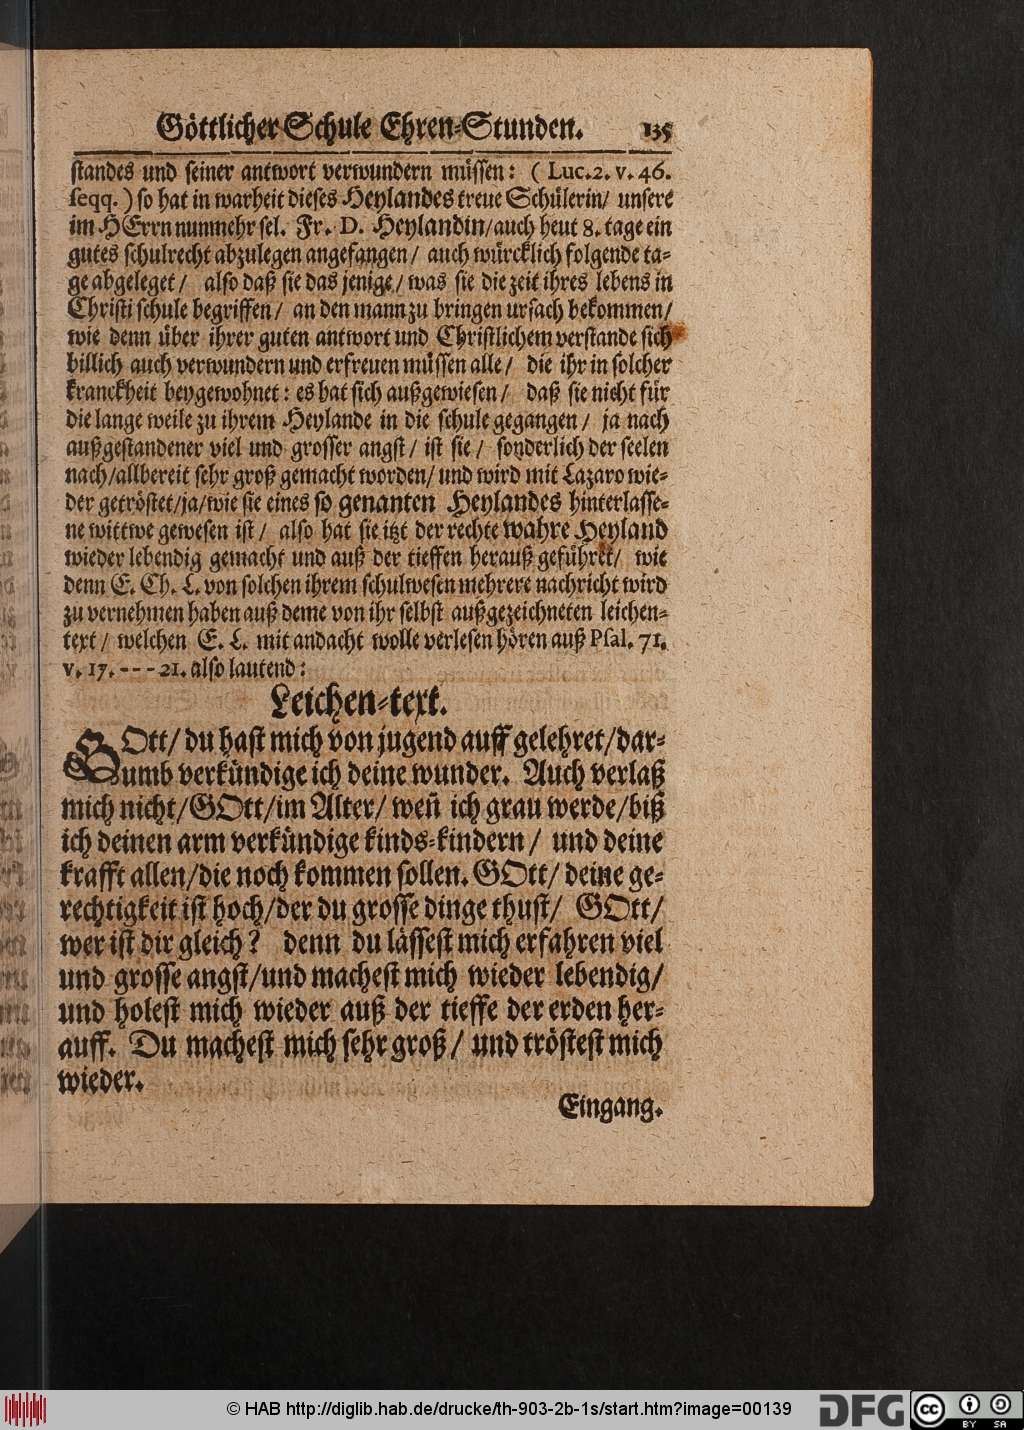 Göttlicher Schule Ehren-Stunden. 135
standes und seiner antwort verwundern müssen: ( Luc.2. v. 46.
seqq. ) so hat in warheit dieses Heylandes treue Schülerin/ unsere
im HErrn nunmehr sel. Fr. D. Heylandin/auch heut 8. tage ein
gutes schulrecht abzulegen angefangen/ auch würcklich folgende ta-
ge abgeleget/ also daß sie das jenige/ was sie die zeit ihres lebens in
Christi schule begriffen/ an den mann zu bringen ursach bekommen/
wie denn über ihrer guten antwort und Christlichem verstande sich
billich auch verwundern und erfreuen müssen alle/ die ihr in solcher
kranckheit beygewohnet: es hat sich außgewiesen/ daß sie nicht für
die lange weile zu ihrem Heylande in die schule gegangen/ ja nach
außgestandener viel und grosser angst/ ist sie/ sonderlich der seelen
nach/allbereit sehr groß gemacht worden/ und wird mit Lazaro wie-
der getröstet/ja/wie sie eines so genanten Heylandes hinterlasse-
ne wittwe gewesen ist/ also hat sie itzt der rechte wahre Heyland
wieder lebendig gemacht und auß der tieffen herauß geführet/ wie
denn E. Ch. L. von solchen ihrem schulwesen mehrere nachricht wird
zu vernehmen haben auß deme von ihr selbst außgezeichneten leichen-
text/ welchen E. L. mit andacht wolle verlesen hören auß Psal. 71.
v. 17. - - - 21. also lautend:
Leichen-text.
GOtt/ du hast mich von jugend auff gelehret/dar-
umb verkündige ich deine wunder. Auch verlaß
mich nicht/GOtt/im Alter/ weñ ich grau werde/biß
ich deinen arm verkündige kinds-kindern/ und deine
krafft allen/die noch kommen sollen. GOtt/ deine ge-
rechtigkeit ist hoch/der du grosse dinge thust/ GOtt/
wer ist dir gleich? denn du lässest mich erfahren viel
und grosse angst/und machest mich wieder lebendig/
und holest mich wieder auß der tieffe der erden her-
auff. Du machest mich sehr groß/ und tröstest mich
wieder.
Eingang.
© HAB http://diglib.hab.de/drucke/th-903-2b-1s/start.htm?image=00139
DFG
cc BY SA